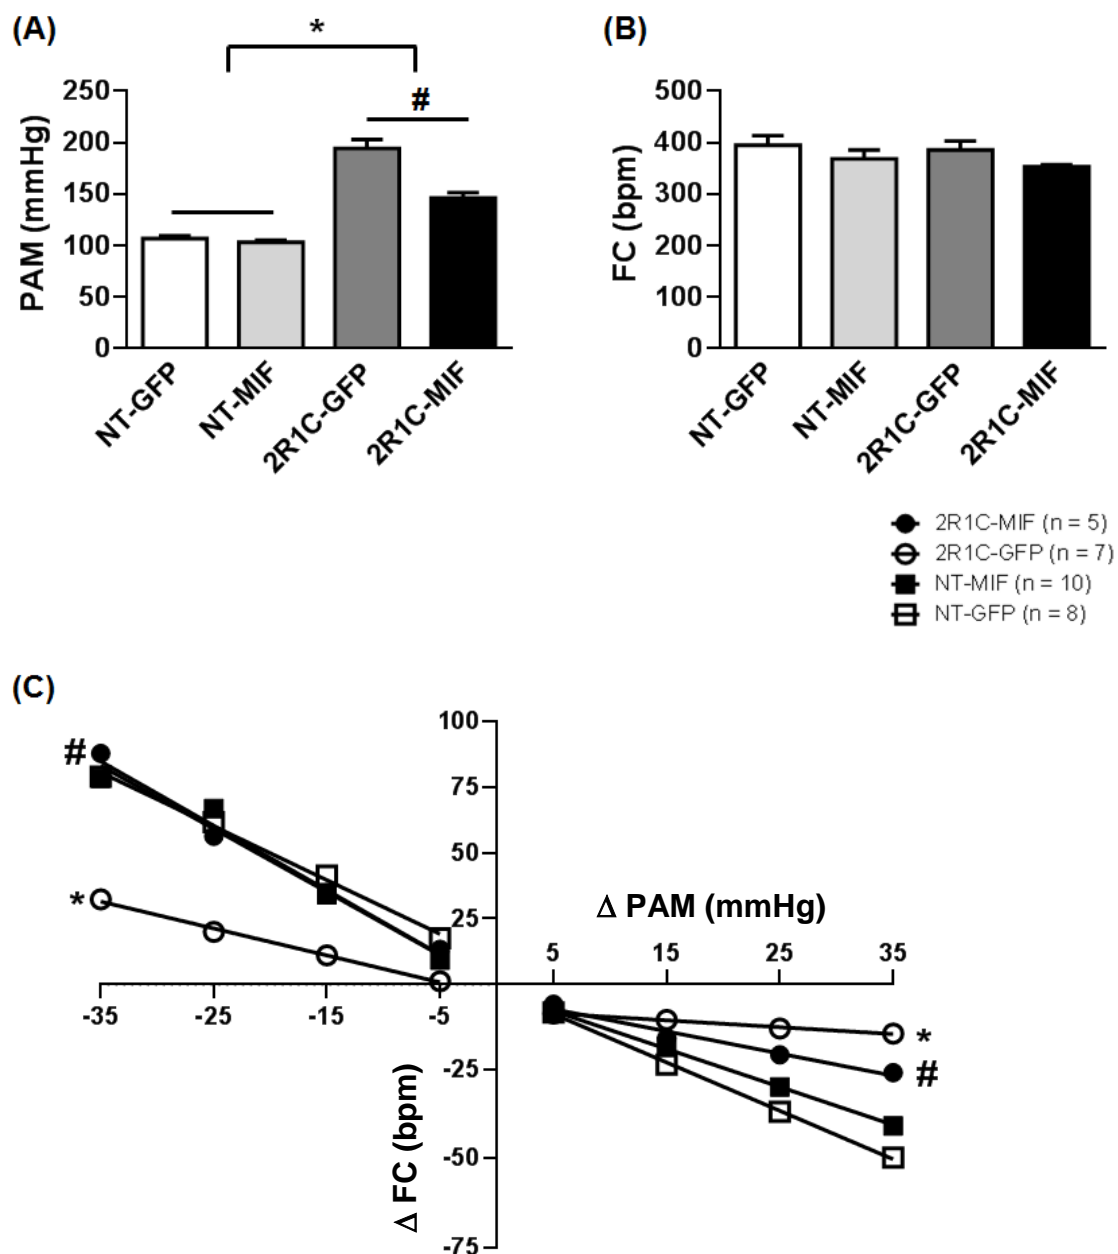 (A)
*
#
PAM (mmHg)
250
200
150
100
50
0
NT-GFP
NT-MIF
2R1C-GFP
2R1C-MIF
(B)
FC (bpm)
500
400
300
200
100
0
NT-GFP
NT-MIF
2R1C-GFP
2R1C-MIF
2R1C-MIF (n = 5)
2R1C-GFP (n = 7)
NT-MIF (n = 10)
NT-GFP (n = 8)
(C)
100
75
50
25
#
*
Δ PAM (mmHg)
5 15 25 35
-35 -25 -15 -5
*
#
-25
-50
-75
Δ FC (bpm)